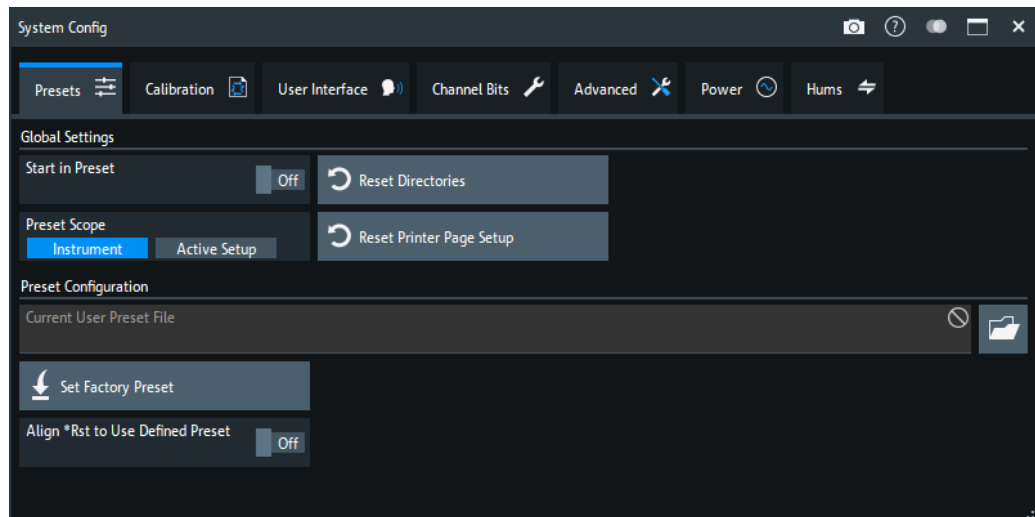 System Config
Presets Calibration User Interface Channel Bits Advanced Power Hums
Global Settings
Start in Preset
Off
Reset Directories
Preset Scope
Instrument Active Setup
Reset Printer Page Setup
Preset Configuration
Current User Preset File
Set Factory Preset
Align *Rst to Use Defined Preset
Off